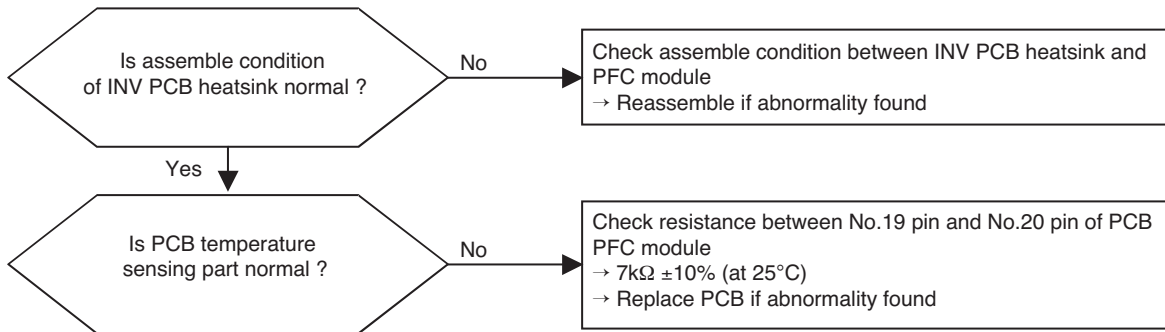 Is assemble condition
of INV PCB heatsink normal ?
No
Check assemble condition between INV PCB heatsink and
PFC module
→ Reassemble if abnormality found
Yes
Is PCB temperature
sensing part normal ?
No
Check resistance between No.19 pin and No.20 pin of PCB
PFC module
→ 7kΩ ±10% (at 25°C)
→ Replace PCB if abnormality found